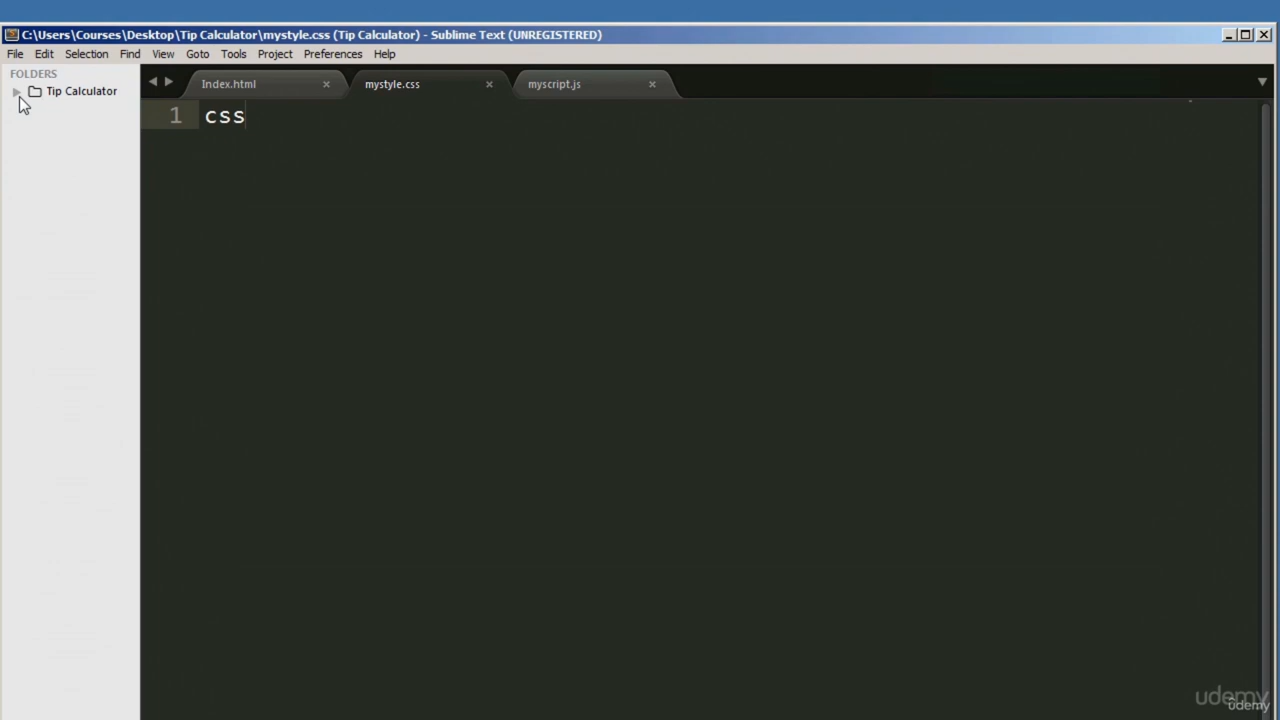 C:\Users\Courses\Desktop\Tip Calculator\mystyle.css (Tip Calculator) - Sublime Text (UNREGISTERED)
File Edit Selection Find View Goto Tools Project Preferences Help
FOLDERS
Tip Calculator
Index.html
mystyle.css
myscript.js
1 css
udemy
ûdemy